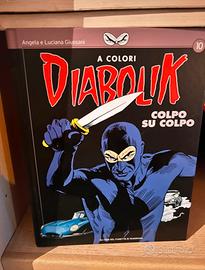 Angela e Luciana Giussani
10
A COLORI
DIABOLIK
COLPO
SU COLPO